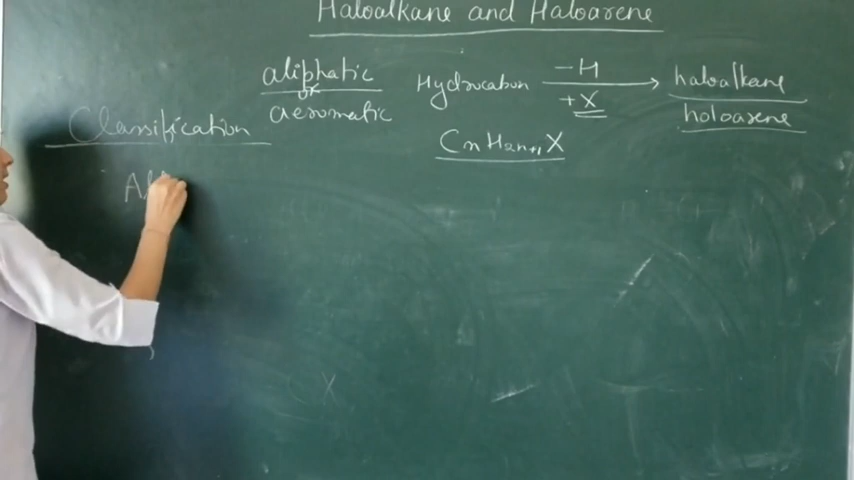 Haloalkane and Haloarene
aliphatic Hydrocabon -H haloalkane
or
aeromatic +X holoarene
Classification
CnH2n+1X
X